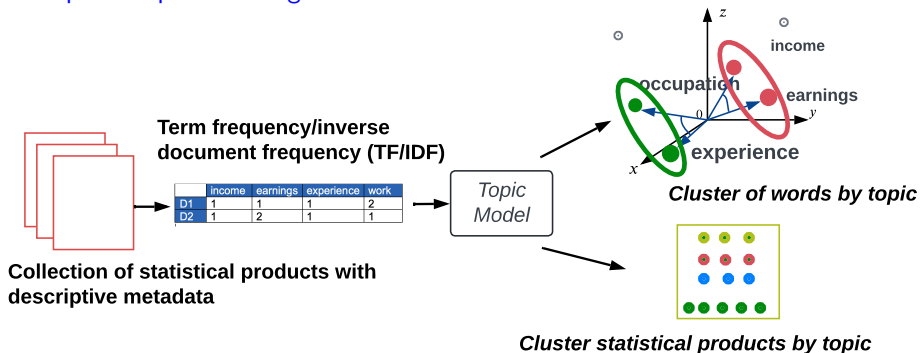 z
income
occupation
earnings
0
y
x
experience
Cluster of words by topic
Term frequency/inverse
document frequency (TF/IDF)
income earnings experience work
D1 1 1 1 2
D2 1 2 1 1
Topic
Model
Collection of statistical products with
descriptive metadata
Cluster statistical products by topic